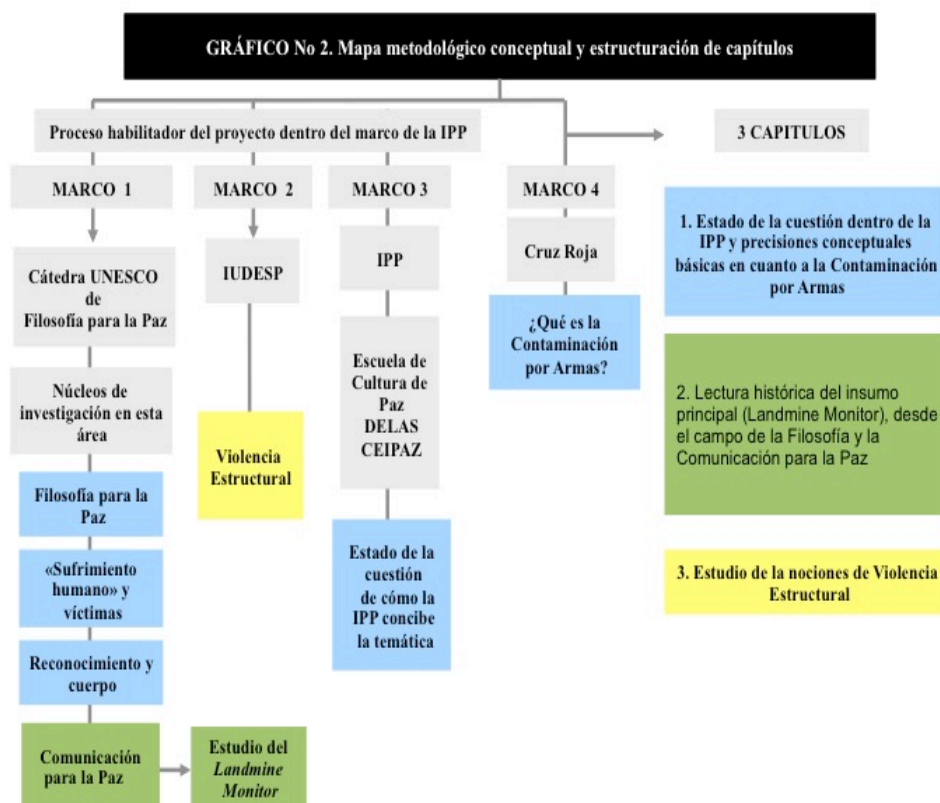 GRÁFICO No 2. Mapa metodológico conceptual y estructuración de capítulos
Proceso habilitador del proyecto dentro del marco de la IPP
3 CAPITULOS
MARCO 1
MARCO 2
MARCO 3
MARCO 4
Cátedra UNESCO
de
Filosofía para la Paz
Núcleos de
investigación en esta
área
Filosofía para la
Paz
«Sufrimiento
humano» y
víctimas
Reconocimiento y
cuerpo
Comunicación
para la Paz
Estudio del
Landmine
Monitor
IUDESP
Violencia
Estructural
IPP
Escuela de
Cultura de
Paz
DELAS
CEIPAZ
Estado de la
cuestión
de cómo la
IPP concibe
la temática
Cruz Roja
¿Qué es la
Contaminación
por Armas?
1. Estado de la cuestión dentro de la
IPP y precisiones conceptuales
básicas en cuanto a la Contaminación
por Armas
2. Lectura histórica del insumo
principal (Landmine Monitor), desde
el campo de la Filosofía y la
Comunicación para la Paz
3. Estudio de la nociones de Violencia
Estructural